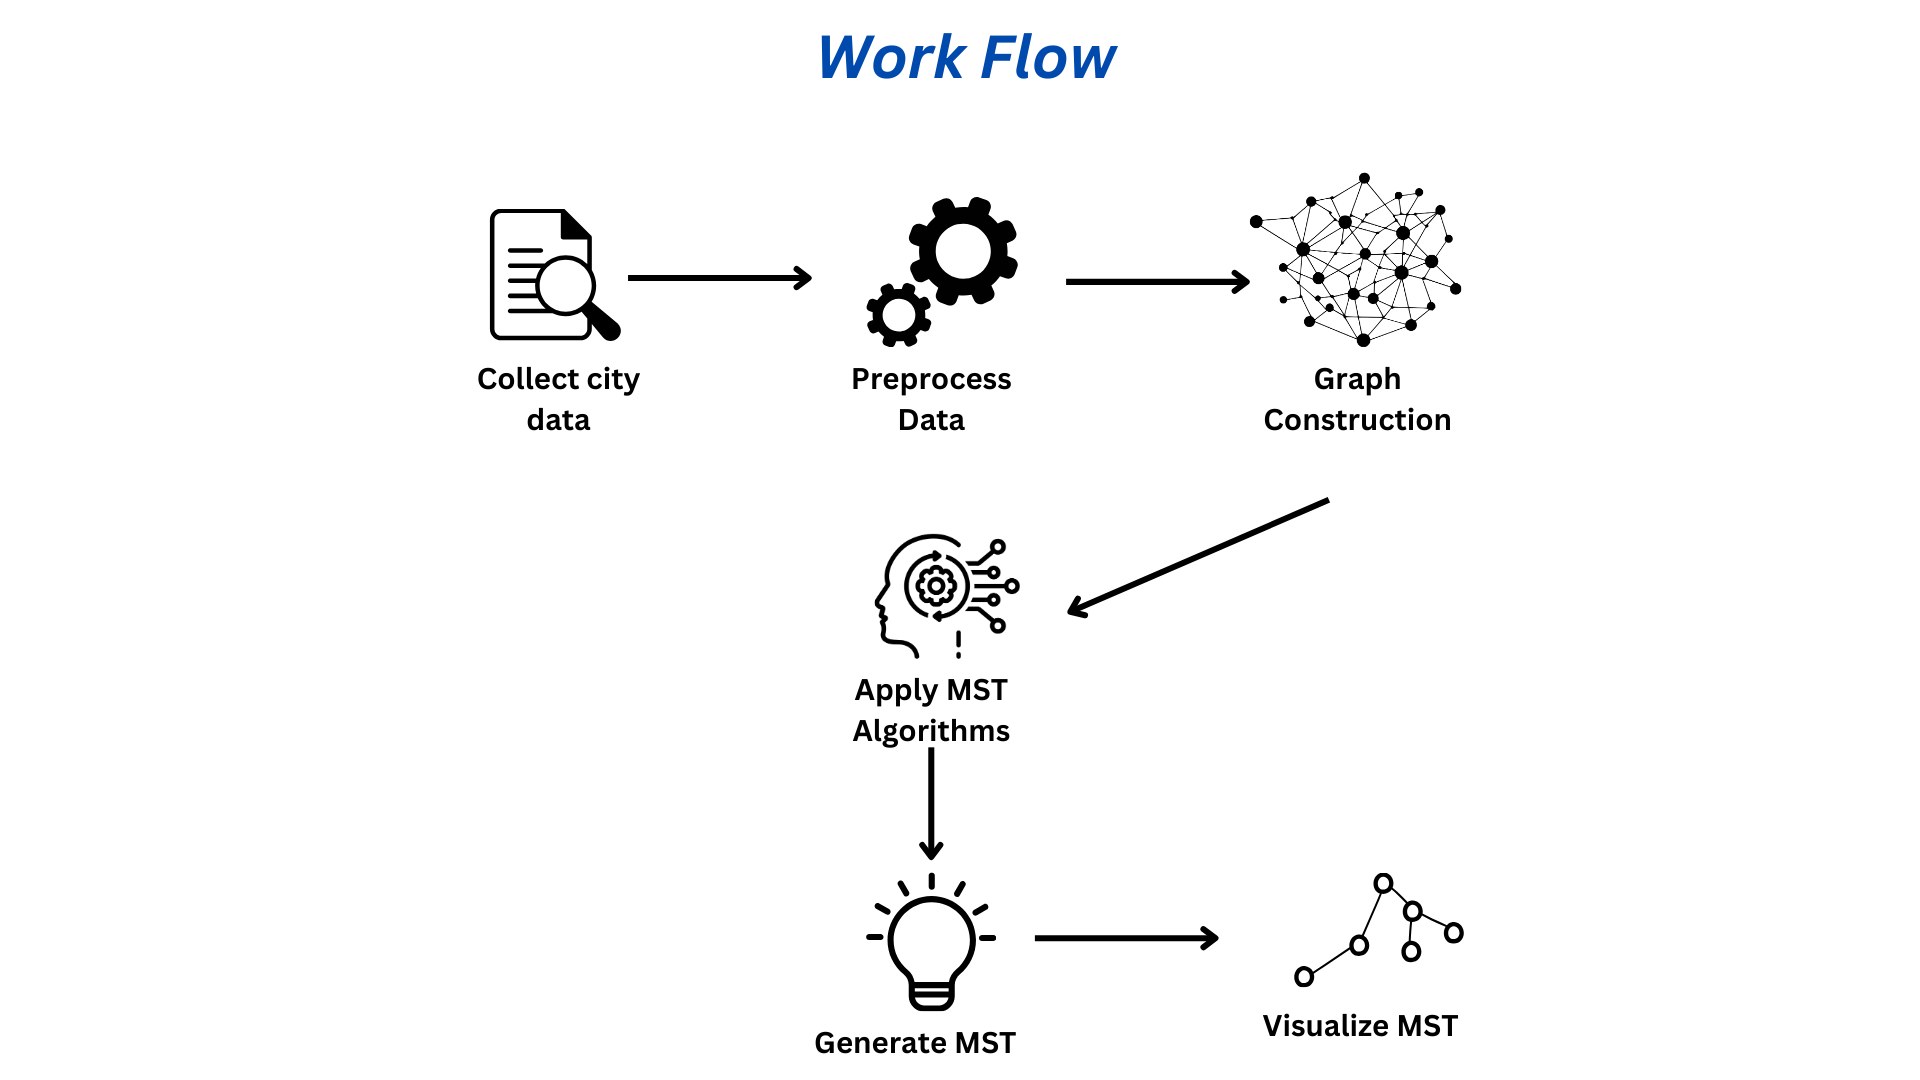 Work Flow
Collect city
data
Preprocess
Data
Graph
Construction
Apply MST
Algorithms
Generate MST
Visualize MST